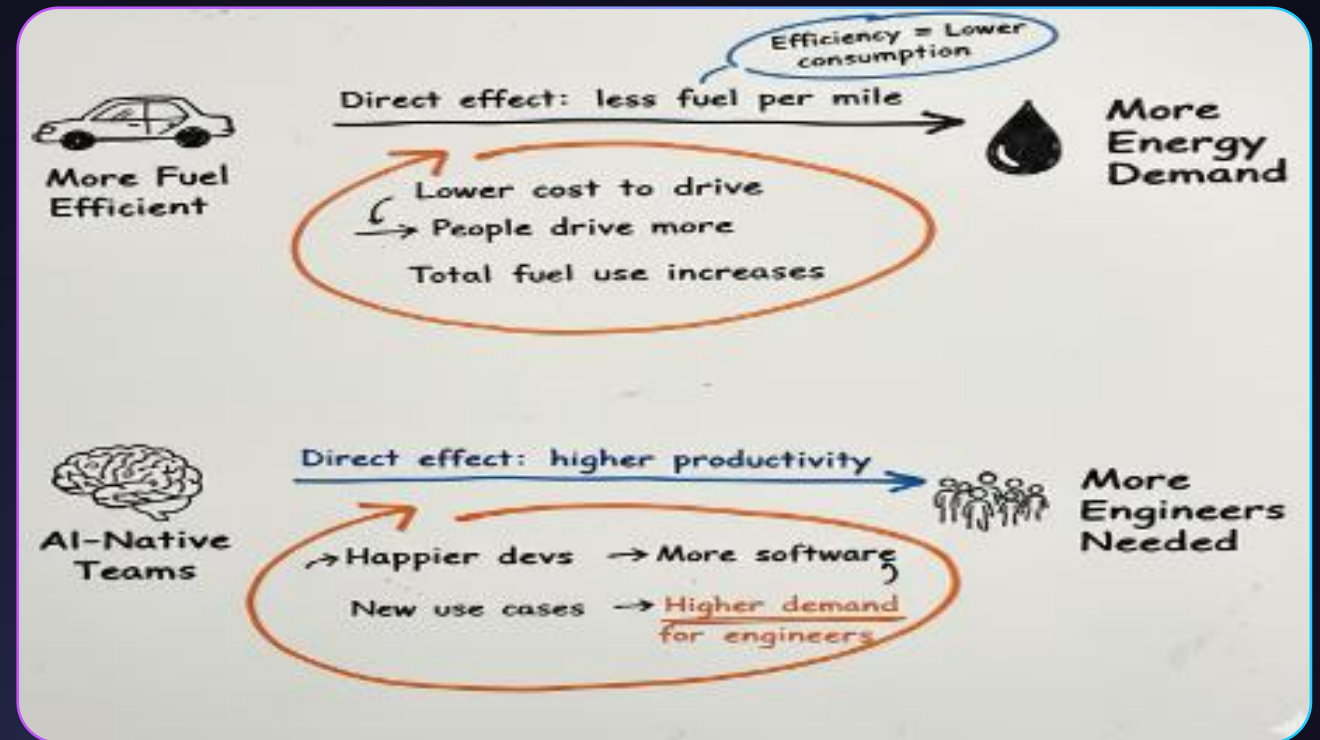 Efficiency = Lower
consumption
Direct effect: less fuel per mile
More Fuel
Efficient
Lower cost to drive
People drive more
Total fuel use increases
More
Energy
Demand
Direct effect: higher productivity
AI-Native
Teams
Happier devs → More software
New use cases → Higher demand
for engineers
More
Engineers
Needed